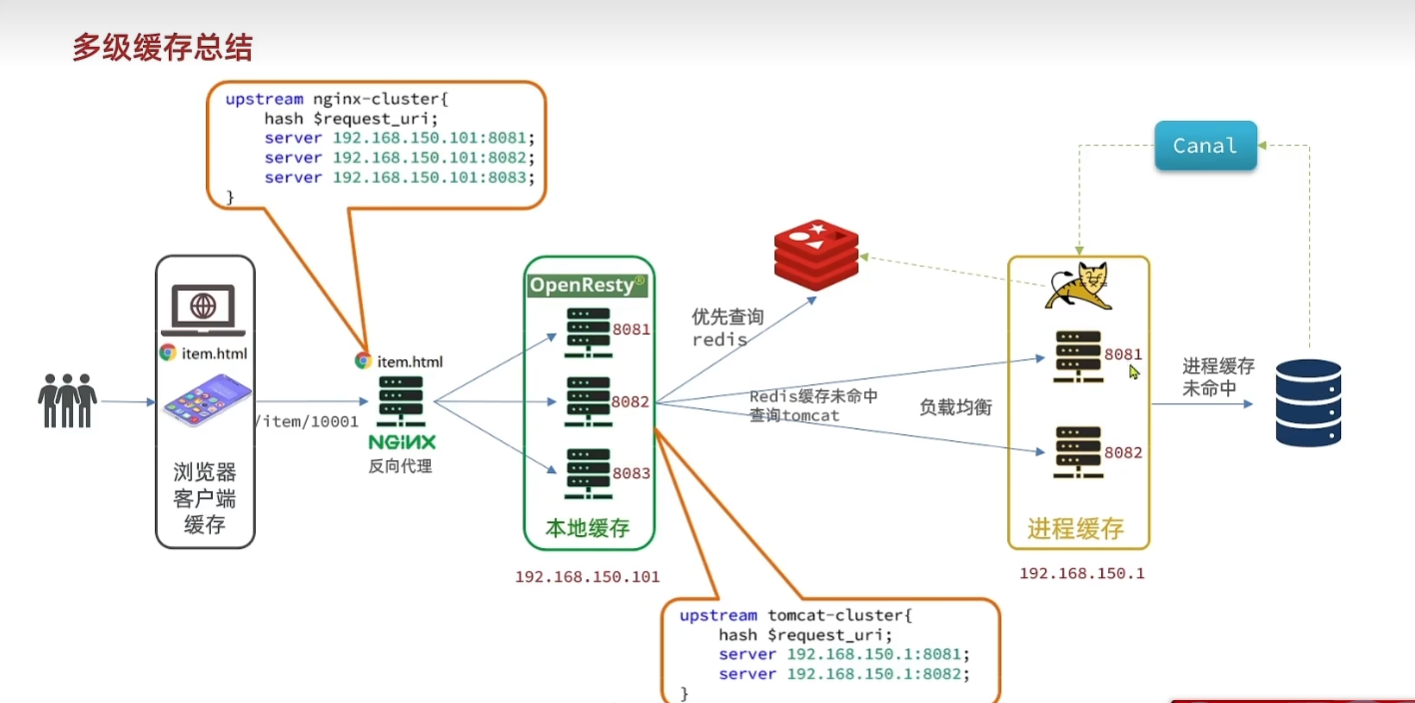 多级缓存总结
upstream nginx-cluster{
hash $request_uri;
server 192.168.150.101:8081;
server 192.168.150.101:8082;
server 192.168.150.101:8083;
}
Canal
item.html
/item/10001
浏览器
客户端
缓存
item.html
NGINX
反向代理
OpenResty®
8081
8082
8083
本地缓存
192.168.150.101
优先查询
redis
Redis缓存未命中
查询tomcat
负载均衡
8081
8082
进程缓存
192.168.150.1
进程缓存
未命中
upstream tomcat-cluster{
hash $request_uri;
server 192.168.150.1:8081;
server 192.168.150.1:8082;
}